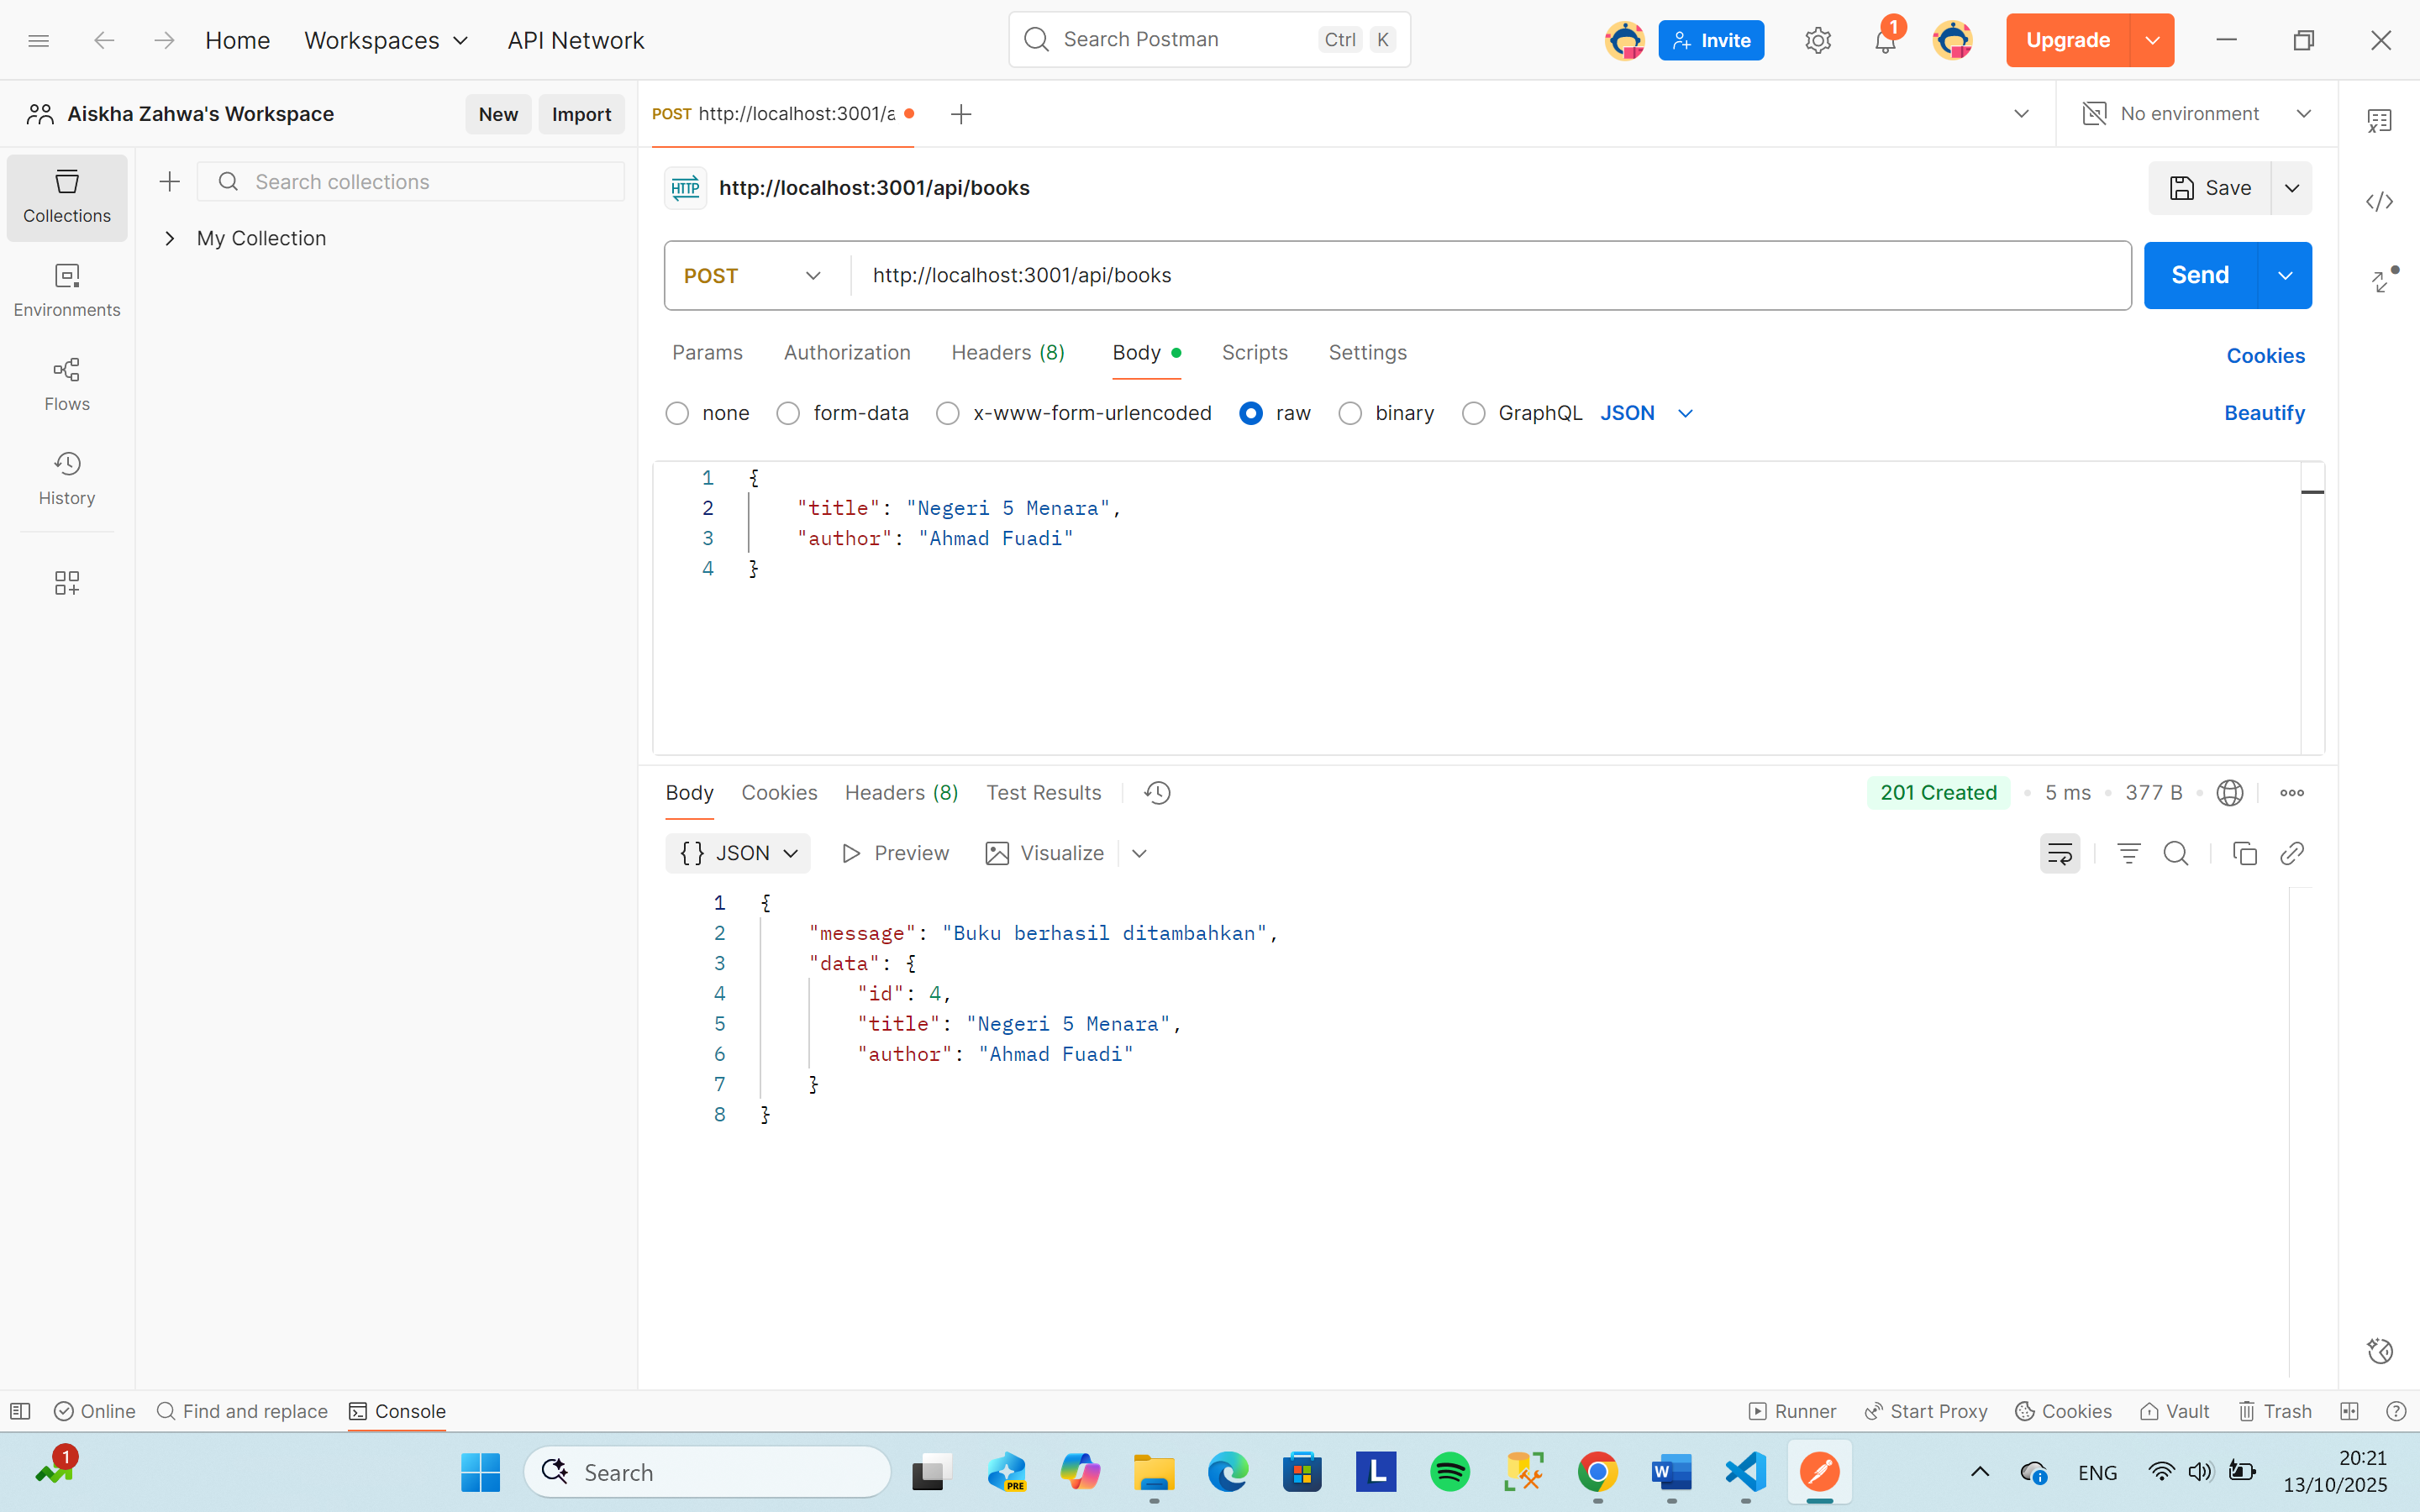 Home Workspaces API Network Search Postman Ctrl K Invite 1 Upgrade
Aiskha Zahwa's Workspace New Import POST http://localhost:3001/a No environment
Collections
Search collections
My Collection
Environments
Flows
History
HTTP http://localhost:3001/api/books Save
POST http://localhost:3001/api/books Send
Params Authorization Headers (8) Body Scripts Settings Cookies
none form-data x-www-form-urlencoded raw binary GraphQL JSON Beautify
1 {
2 "title": "Negeri 5 Menara",
3 "author": "Ahmad Fuadi"
4 }
Body Cookies Headers (8) Test Results 201 Created 5 ms 377 B
{} JSON Preview Visualize
1 {
2 "message": "Buku berhasil ditambahkan",
3 "data": {
4 "id": 4,
5 "title": "Negeri 5 Menara",
6 "author": "Ahmad Fuadi"
7 }
8 }
Online Find and replace Console Runner Start Proxy Cookies Vault Trash
1 Search PRE L W ENG 20:21
13/10/2025